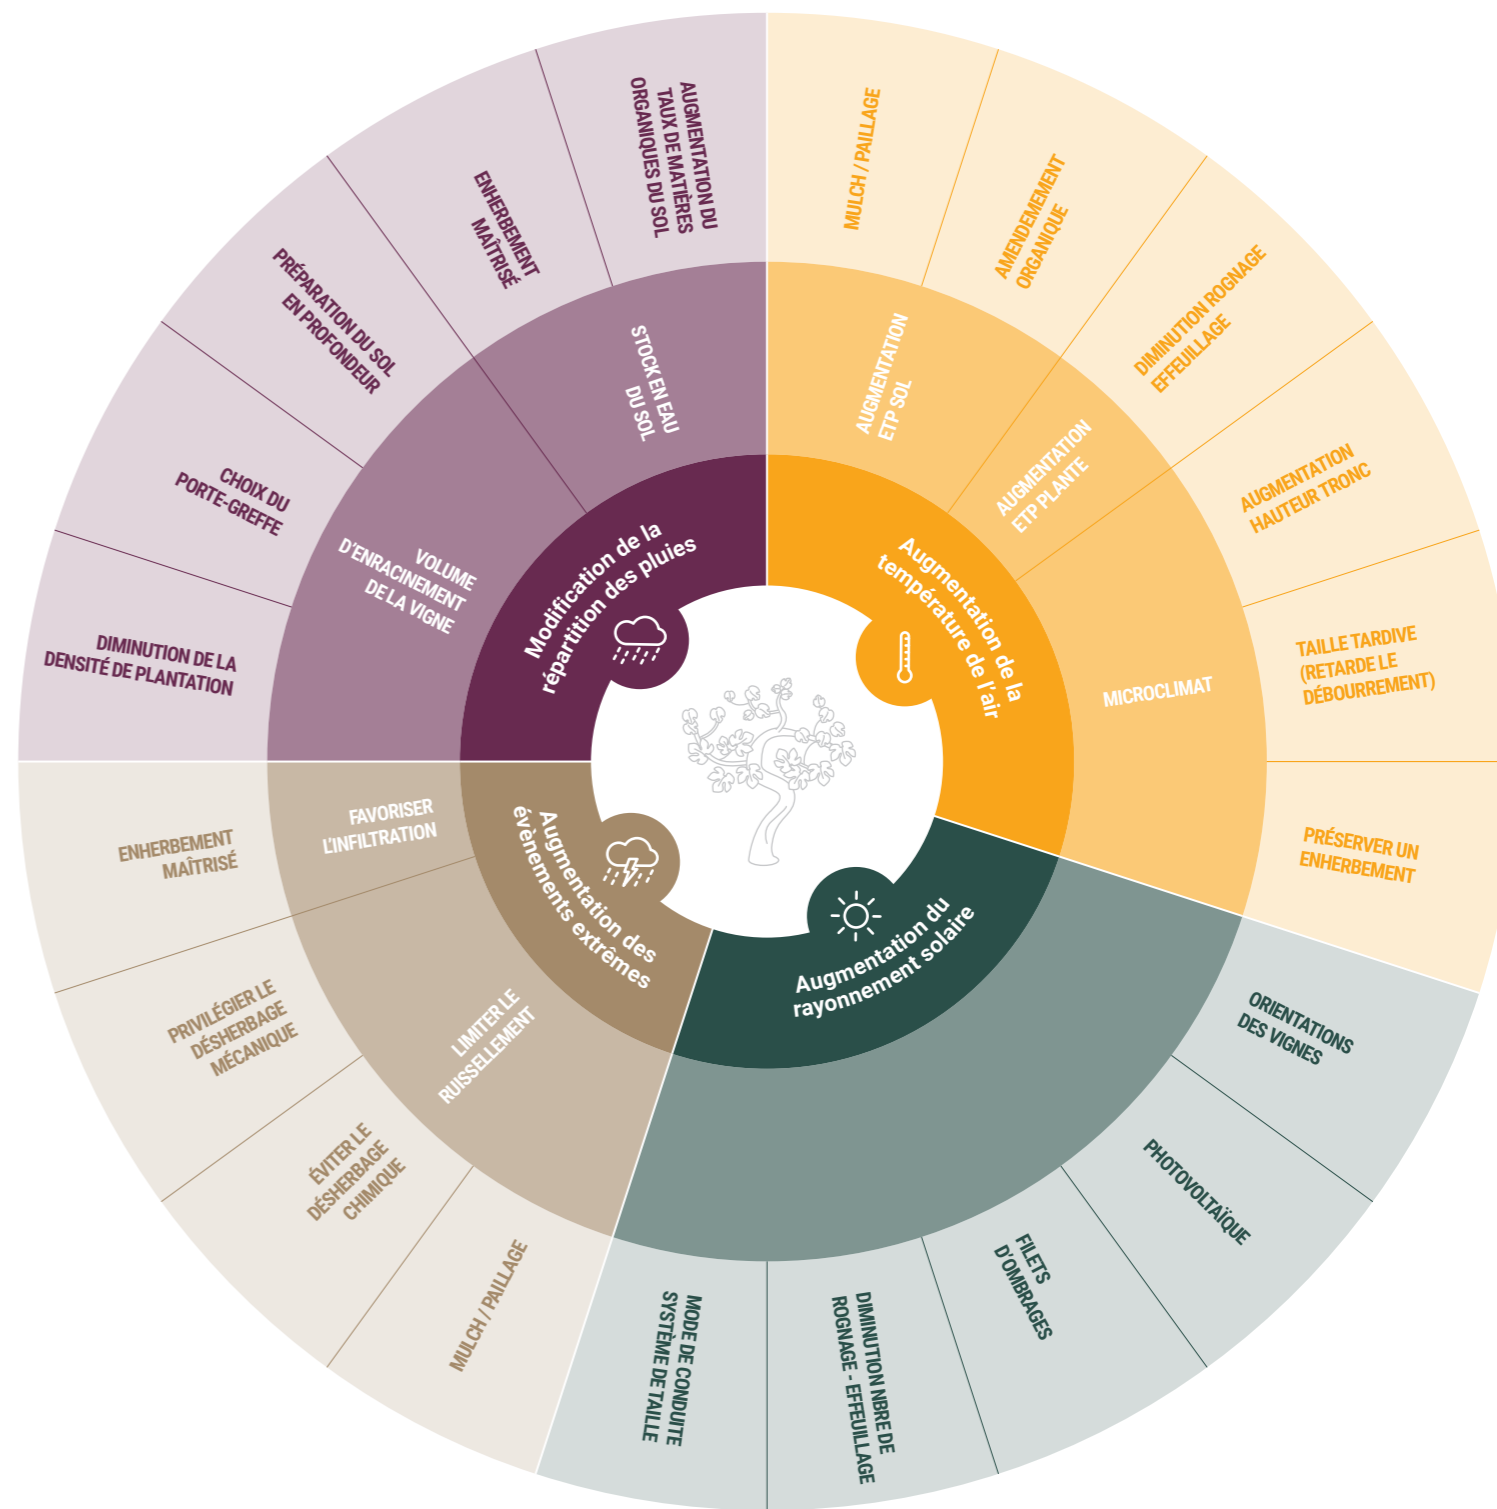 Modification de la
répartition des pluies
STOCK EN EAU
DU SOL
AUGMENTATION DU
TAUX DE MATIÈRES
ORGANIQUES DU SOL
ENHERBEMENT
MAÎTRISÉ
VOLUME
D'ENRACINEMENT
DE LA VIGNE
PRÉPARATION DU SOL
EN PROFONDEUR
CHOIX DU
PORTE-GREFFE
DIMINUTION DE LA
DENSITÉ DE PLANTATION
Augmentation de la
température de l'air
AUGMENTATION
ETP SOL
MULCH / PAILLAGE
AMENDEMEMENT
ORGANIQUE
AUGMENTATION
ETP PLANTE
DIMINUTION ROGNAGE
EFFEUILLAGE
MICROCLIMAT
AUGMENTATION
HAUTEUR TRONC
TAILLE TARDIVE
(RETARDE LE
DÉBOURREMENT)
PRÉSERVER UN
ENHERBEMENT
Augmentation du
rayonnement solaire
ORIENTATIONS
DES VIGNES
PHOTOVOLTAÏQUE
FILETS
D'OMBRAGES
DIMINUTION NBRE DE
ROGNAGE - EFFEUILLAGE
MODE DE CONDUITE
SYSTÈME DE TAILLE
Augmentation des
évènements extrêmes
FAVORISER
L'INFILTRATION
ENHERBEMENT
MAÎTRISÉ
LIMITER LE
RUISSELLEMENT
PRIVILÉGIER LE
DÉSHERBAGE
MÉCANIQUE
ÉVITER LE
DÉSHERBAGE
CHIMIQUE
MULCH / PAILLAGE